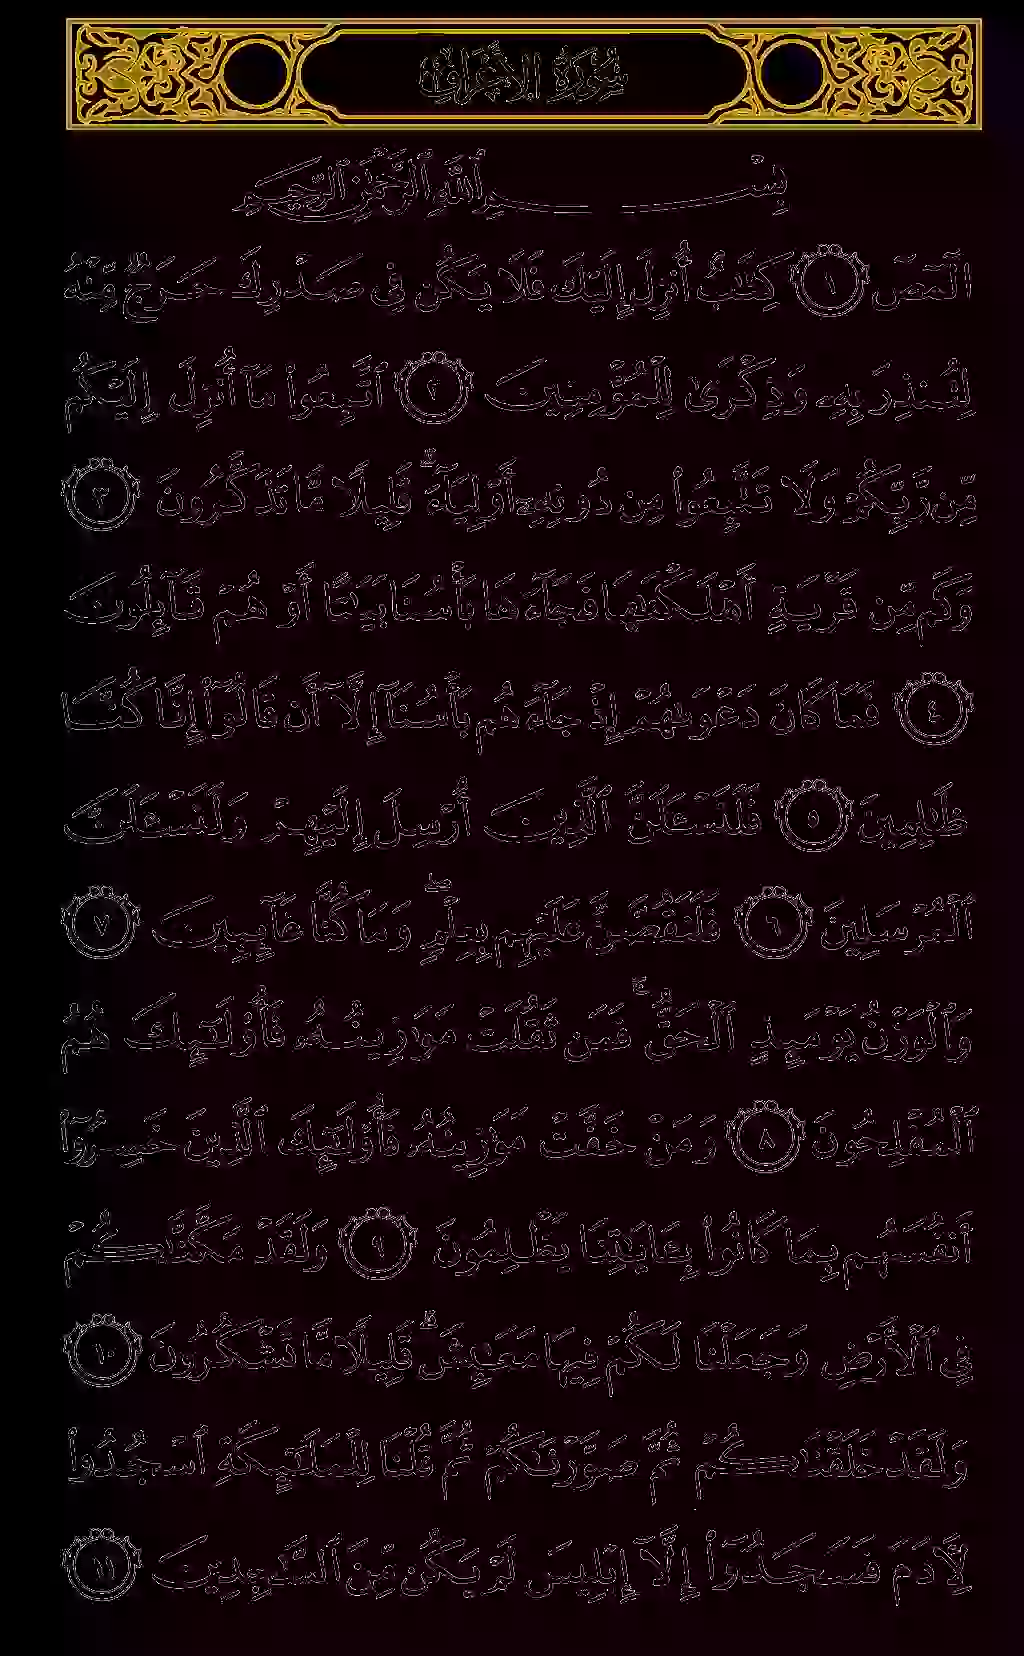 سُورَةُ الأَعۡرَافِ
بِسۡمِ ٱللَّهِ ٱلرَّحۡمَٰنِ ٱلرَّحِيمِ
الٓمٓصٓ ١ كِتَٰبٌ أُنزِلَ إِلَيۡكَ فَلَا يَكُن فِي صَدۡرِكَ حَرَجٞ مِّنۡهُ
لِتُنذِرَ بِهِۦ وَذِكۡرَىٰ لِلۡمُؤۡمِنِينَ ٢ ٱتَّبِعُواْ مَآ أُنزِلَ إِلَيۡكُم
مِّن رَّبِّكُمۡ وَلَا تَتَّبِعُواْ مِن دُونِهِۦٓ أَوۡلِيَآءَۗ قَلِيلٗا مَّا تَذَكَّرُونَ ٣
وَكَم مِّن قَرۡيَةٍ أَهۡلَكۡنَٰهَا فَجَآءَهَا بَأۡسُنَا بَيَٰتًا أَوۡ هُمۡ قَآئِلُونَ
٤ فَمَا كَانَ دَعۡوَىٰهُمۡ إِذۡ جَآءَهُم بَأۡسُنَآ إِلَّآ أَن قَالُوٓاْ إِنَّا كُنَّا
ظَٰلِمِينَ ٥ فَلَنَسۡـَٔلَنَّ ٱلَّذِينَ أُرۡسِلَ إِلَيۡهِمۡ وَلَنَسۡـَٔلَنَّ
ٱلۡمُرۡسَلِينَ ٦ فَلَنَقُصَّنَّ عَلَيۡهِم بِعِلۡمٖۖ وَمَا كُنَّا غَآئِبِينَ ٧
وَٱلۡوَزۡنُ يَوۡمَئِذٍ ٱلۡحَقُّۚ فَمَن ثَقُلَتۡ مَوَٰزِينُهُۥ فَأُوْلَٰٓئِكَ هُمُ
ٱلۡمُفۡلِحُونَ ٨ وَمَنۡ خَفَّتۡ مَوَٰزِينُهُۥ فَأُوْلَٰٓئِكَ ٱلَّذِينَ خَسِرُوٓاْ
أَنفُسَهُم بِمَا كَانُواْ بِـَٔايَٰتِنَا يَظۡلِمُونَ ٩ وَلَقَدۡ مَكَّنَّٰكُمۡ
فِي ٱلۡأَرۡضِ وَجَعَلۡنَا لَكُمۡ فِيهَا مَعَٰيِشَۗ قَلِيلٗا مَّا تَشۡكُرُونَ ١٠
وَلَقَدۡ خَلَقۡنَٰكُمۡ ثُمَّ صَوَّرۡنَٰكُمۡ ثُمَّ قُلۡنَا لِلۡمَلَٰٓئِكَةِ ٱسۡجُدُواْ
لِأٓدَمَ فَسَجَدُوٓاْ إِلَّآ إِبۡلِيسَ لَمۡ يَكُن مِّنَ ٱلسَّٰجِدِينَ ١١